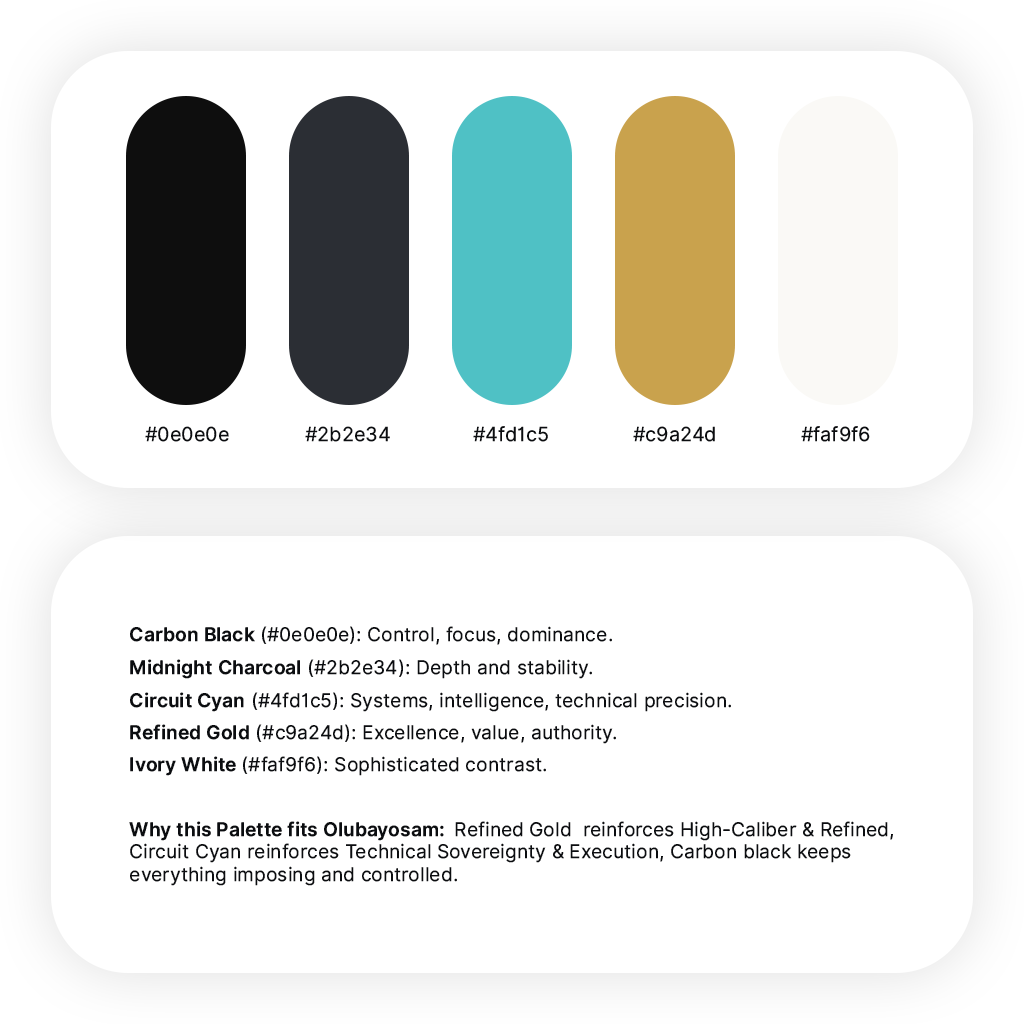 #0e0e0e
#2b2e34
#4fd1c5
#c9a24d
#faf9f6
Carbon Black (#0e0e0e): Control, focus, dominance.
Midnight Charcoal (#2b2e34): Depth and stability.
Circuit Cyan (#4fd1c5): Systems, intelligence, technical precision.
Refined Gold (#c9a24d): Excellence, value, authority.
Ivory White (#faf9f6): Sophisticated contrast.
Why this Palette fits Olubayosam:  Refined Gold  reinforces High-Caliber & Refined,
Circuit Cyan reinforces Technical Sovereignty & Execution, Carbon black keeps
everything imposing and controlled.